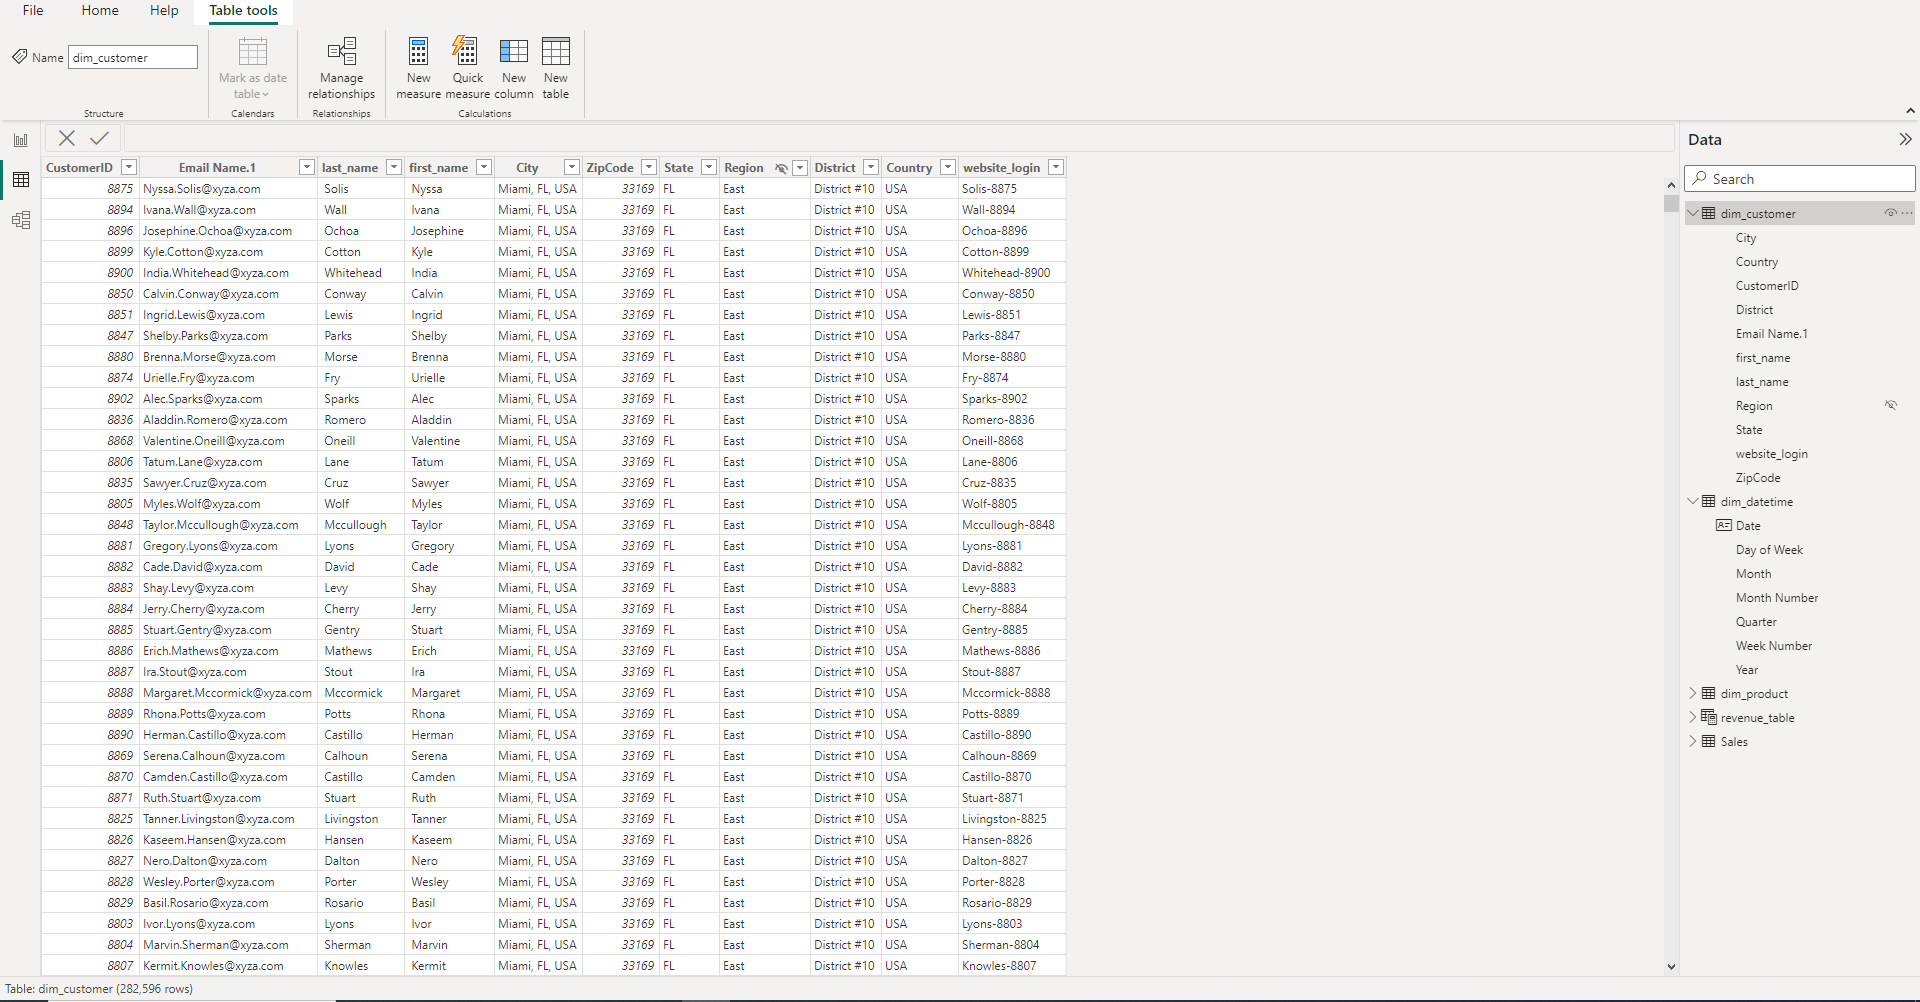 File Home Help Table tools
Name dim_customer
Mark as date table
Manage relationships
New measure
Quick measure
New column
New table
Structure Calendars Relationships Calculations
CustomerID Email Name.1 last_name first_name City ZipCode State Region District Country website_login
8875 Nyssa.Solis@xyza.com Solis Nyssa Miami, FL, USA 33169 FL East District #10 USA Solis-8875
8894 Ivana.Wall@xyza.com Wall Ivana Miami, FL, USA 33169 FL East District #10 USA Wall-8894
8896 Josephine.Ochoa@xyza.com Ochoa Josephine Miami, FL, USA 33169 FL East District #10 USA Ochoa-8896
8899 Kyle.Cotton@xyza.com Cotton Kyle Miami, FL, USA 33169 FL East District #10 USA Cotton-8899
8900 India.Whitehead@xyza.com Whitehead India Miami, FL, USA 33169 FL East District #10 USA Whitehead-8900
8850 Calvin.Conway@xyza.com Conway Calvin Miami, FL, USA 33169 FL East District #10 USA Conway-8850
8851 Ingrid.Lewis@xyza.com Lewis Ingrid Miami, FL, USA 33169 FL East District #10 USA Lewis-8851
8847 Shelby.Parks@xyza.com Parks Shelby Miami, FL, USA 33169 FL East District #10 USA Parks-8847
8880 Brenna.Morse@xyza.com Morse Brenna Miami, FL, USA 33169 FL East District #10 USA Morse-8880
8874 Urielle.Fry@xyza.com Fry Urielle Miami, FL, USA 33169 FL East District #10 USA Fry-8874
8902 Alec.Sparks@xyza.com Sparks Alec Miami, FL, USA 33169 FL East District #10 USA Sparks-8902
8836 Aladdin.Romero@xyza.com Romero Aladdin Miami, FL, USA 33169 FL East District #10 USA Romero-8836
8868 Valentine.Oneill@xyza.com Oneill Valentine Miami, FL, USA 33169 FL East District #10 USA Oneill-8868
8806 Tatum.Lane@xyza.com Lane Tatum Miami, FL, USA 33169 FL East District #10 USA Lane-8806
8835 Sawyer.Cruz@xyza.com Cruz Sawyer Miami, FL, USA 33169 FL East District #10 USA Cruz-8835
8805 Myles.Wolf@xyza.com Wolf Myles Miami, FL, USA 33169 FL East District #10 USA Wolf-8805
8848 Taylor.Mccullough@xyza.com Mccullough Taylor Miami, FL, USA 33169 FL East District #10 USA Mccullough-8848
8881 Gregory.Lyons@xyza.com Lyons Gregory Miami, FL, USA 33169 FL East District #10 USA Lyons-8881
8882 Cade.David@xyza.com David Cade Miami, FL, USA 33169 FL East District #10 USA David-8882
8883 Shay.Levy@xyza.com Levy Shay Miami, FL, USA 33169 FL East District #10 USA Levy-8883
8884 Jerry.Cherry@xyza.com Cherry Jerry Miami, FL, USA 33169 FL East District #10 USA Cherry-8884
8885 Stuart.Gentry@xyza.com Gentry Stuart Miami, FL, USA 33169 FL East District #10 USA Gentry-8885
8886 Erich.Mathews@xyza.com Mathews Erich Miami, FL, USA 33169 FL East District #10 USA Mathews-8886
8887 Ira.Stout@xyza.com Stout Ira Miami, FL, USA 33169 FL East District #10 USA Stout-8887
8888 Margaret.Mccormick@xyza.com Mccormick Margaret Miami, FL, USA 33169 FL East District #10 USA Mccormick-8888
8889 Rhona.Potts@xyza.com Potts Rhona Miami, FL, USA 33169 FL East District #10 USA Potts-8889
8890 Herman.Castillo@xyza.com Castillo Herman Miami, FL, USA 33169 FL East District #10 USA Castillo-8890
8869 Serena.Calhoun@xyza.com Calhoun Serena Miami, FL, USA 33169 FL East District #10 USA Calhoun-8869
8870 Camden.Castillo@xyza.com Castillo Camden Miami, FL, USA 33169 FL East District #10 USA Castillo-8870
8871 Ruth.Stuart@xyza.com Stuart Ruth Miami, FL, USA 33169 FL East District #10 USA Stuart-8871
8825 Tanner.Livingston@xyza.com Livingston Tanner Miami, FL, USA 33169 FL East District #10 USA Livingston-8825
8826 Kaseem.Hansen@xyza.com Hansen Kaseem Miami, FL, USA 33169 FL East District #10 USA Hansen-8826
8827 Nero.Dalton@xyza.com Dalton Nero Miami, FL, USA 33169 FL East District #10 USA Dalton-8827
8828 Wesley.Porter@xyza.com Porter Wesley Miami, FL, USA 33169 FL East District #10 USA Porter-8828
8829 Basil.Rosario@xyza.com Rosario Basil Miami, FL, USA 33169 FL East District #10 USA Rosario-8829
8803 Ivor.Lyons@xyza.com Lyons Ivor Miami, FL, USA 33169 FL East District #10 USA Lyons-8803
8804 Marvin.Sherman@xyza.com Sherman Marvin Miami, FL, USA 33169 FL East District #10 USA Sherman-8804
8807 Kermit.Knowles@xyza.com Knowles Kermit Miami, FL, USA 33169 FL East District #10 USA Knowles-8807
Data
Search
dim_customer
City
Country
CustomerID
District
Email Name.1
first_name
last_name
Region
State
website_login
ZipCode
dim_datetime
Date
Day of Week
Month
Month Number
Quarter
Week Number
Year
dim_product
revenue_table
Sales
Table: dim_customer (282,596 rows)